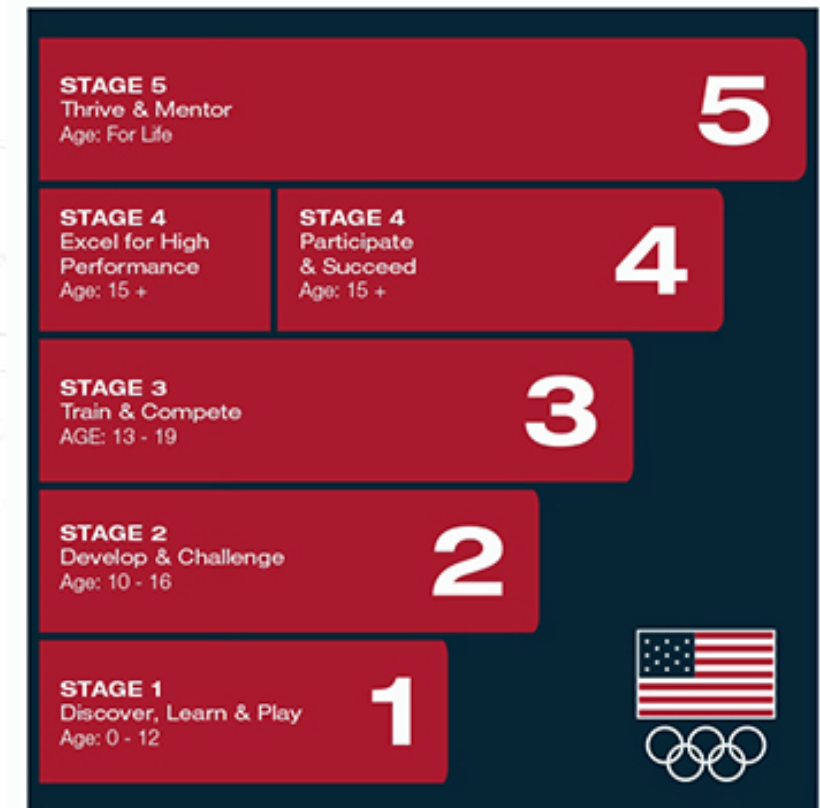 STAGE 5
Thrive & Mentor
Age: For Life
5
STAGE 4
Excel for High
Performance
Age: 15 +
STAGE 4
Participate
& Succeed
Age: 15 +
4
STAGE 3
Train & Compete
AGE: 13 - 19
3
STAGE 2
Develop & Challenge
Age: 10 - 16
2
STAGE 1
Discover, Learn & Play
Age: 0 - 12
1